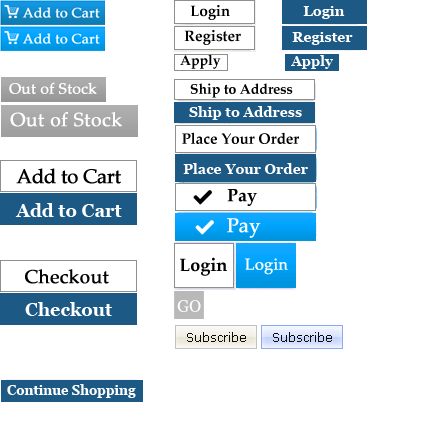 Add to Cart
Add to Cart
Out of Stock
Out of Stock
Add to Cart
Add to Cart
Checkout
Checkout
Continue Shopping
Login
Register
Apply
Login
Register
Apply
Ship to Address
Ship to Address
Place Your Order
Place Your Order
Pay
Pay
Login
Login
GO
Subscribe
Subscribe